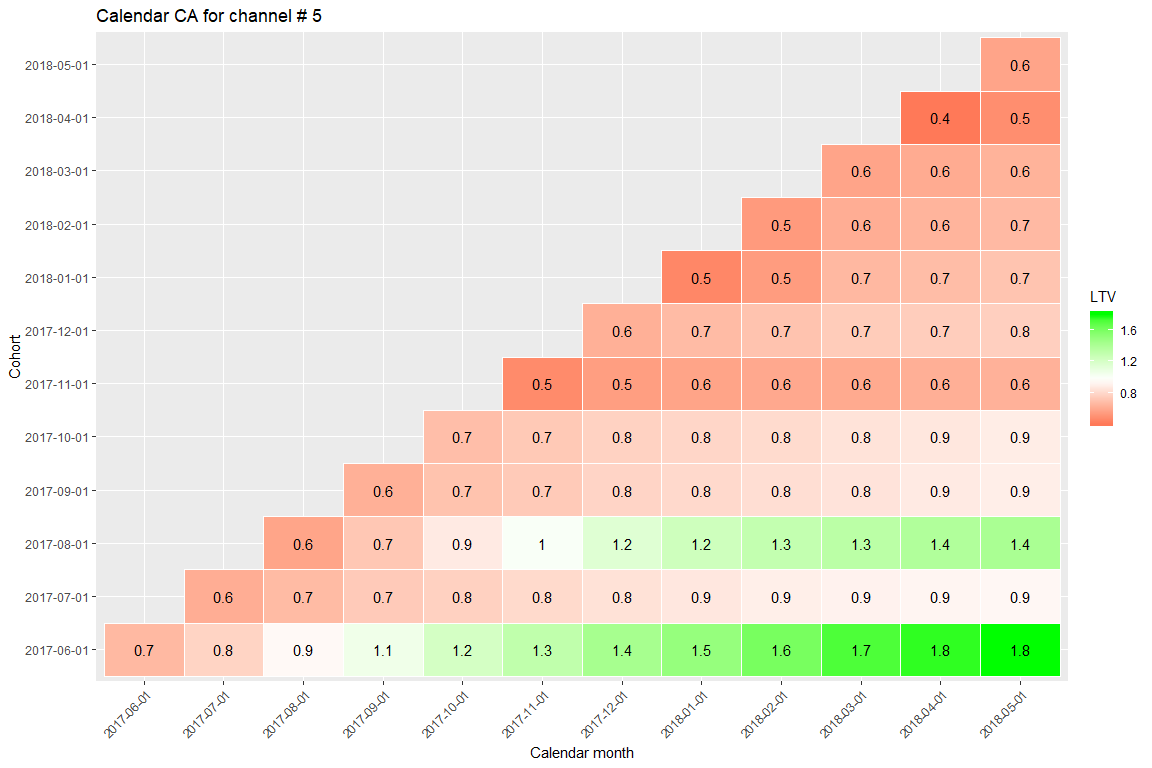 Calendar CA for channel # 5
2018-05-01 0.6
2018-04-01 0.4 0.5
2018-03-01 0.6 0.6 0.6
2018-02-01 0.5 0.6 0.6 0.7
2018-01-01 0.5 0.5 0.7 0.7 0.7
2017-12-01 0.6 0.7 0.7 0.7 0.7 0.8
2017-11-01 0.5 0.5 0.6 0.6 0.6 0.6 0.6
2017-10-01 0.7 0.7 0.8 0.8 0.8 0.8 0.9 0.9
2017-09-01 0.6 0.7 0.7 0.8 0.8 0.8 0.8 0.9 0.9
2017-08-01 0.6 0.7 0.9 1 1.2 1.2 1.3 1.3 1.4 1.4
2017-07-01 0.6 0.7 0.7 0.8 0.8 0.8 0.9 0.9 0.9 0.9 0.9
2017-06-01 0.7 0.8 0.9 1.1 1.2 1.3 1.4 1.5 1.6 1.7 1.8 1.8
Cohort
2017-06-01 2017-07-01 2017-08-01 2017-09-01 2017-10-01 2017-11-01 2017-12-01 2018-01-01 2018-02-01 2018-03-01 2018-04-01 2018-05-01
Calendar month
LTV
1.6
1.2
0.8